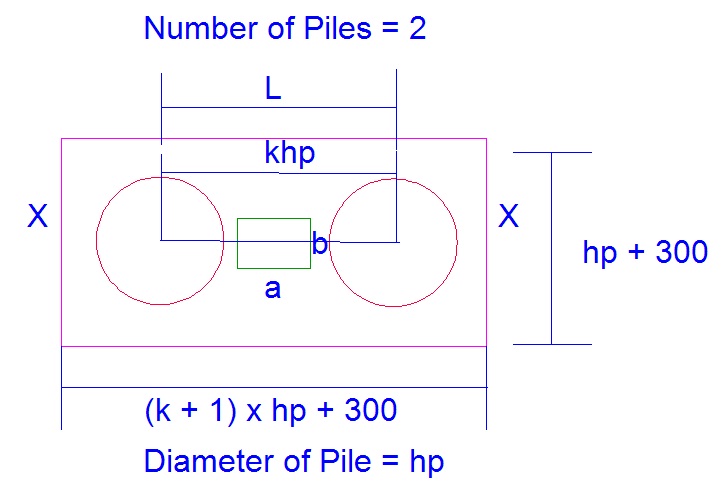 Number of Piles = 2
L
khp
X
X
b
hp + 300
a
(k + 1) x hp + 300
Diameter of Pile = hp